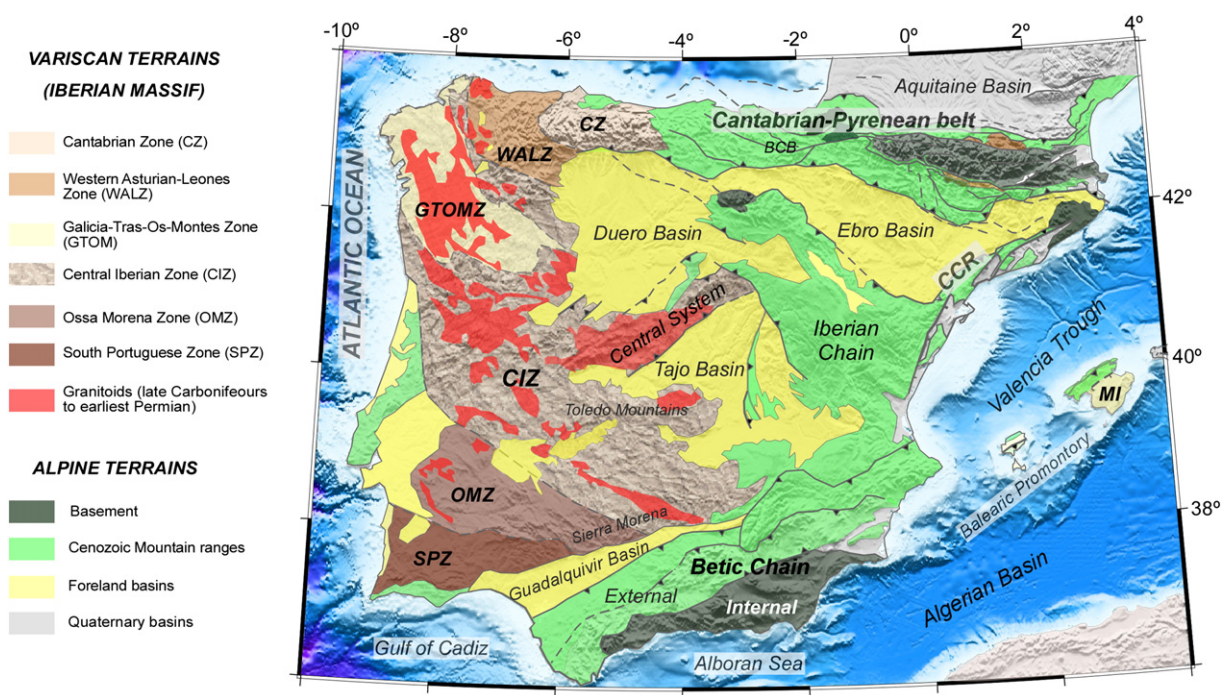 VARISCAN TERRAINS
(IBERIAN MASSIF)
Cantabrian Zone (CZ)
Western Asturian-Leones
Zone (WALZ)
Galicia-Tras-Os-Montes Zone
(GTOM)
Central Iberian Zone (CIZ)
Ossa Morena Zone (OMZ)
South Portuguese Zone (SPZ)
Granitoids (late Carbonifeours
to earliest Permian)
ALPINE TERRAINS
Basement
Cenozoic Mountain ranges
Foreland basins
Quaternary basins
-10º
-8º
-6º
-4º
-2º
0º
2º
4º
42º
40º
38º
Aquitaine Basin
Cantabrian-Pyrenean belt
BCB
CZ
WALZ
GTOMZ
ATLANTIC OCEAN
Duero Basin
Ebro Basin
CCR
Central System
Iberian
Chain
Tajo Basin
CIZ
Toledo Mountains
Valencia Trough
MI
Balearic Promontory
OMZ
Sierra Morena
SPZ
Guadalquivir Basin
Betic Chain
External
Internal
Algerian Basin
Gulf of Cadiz
Alboran Sea